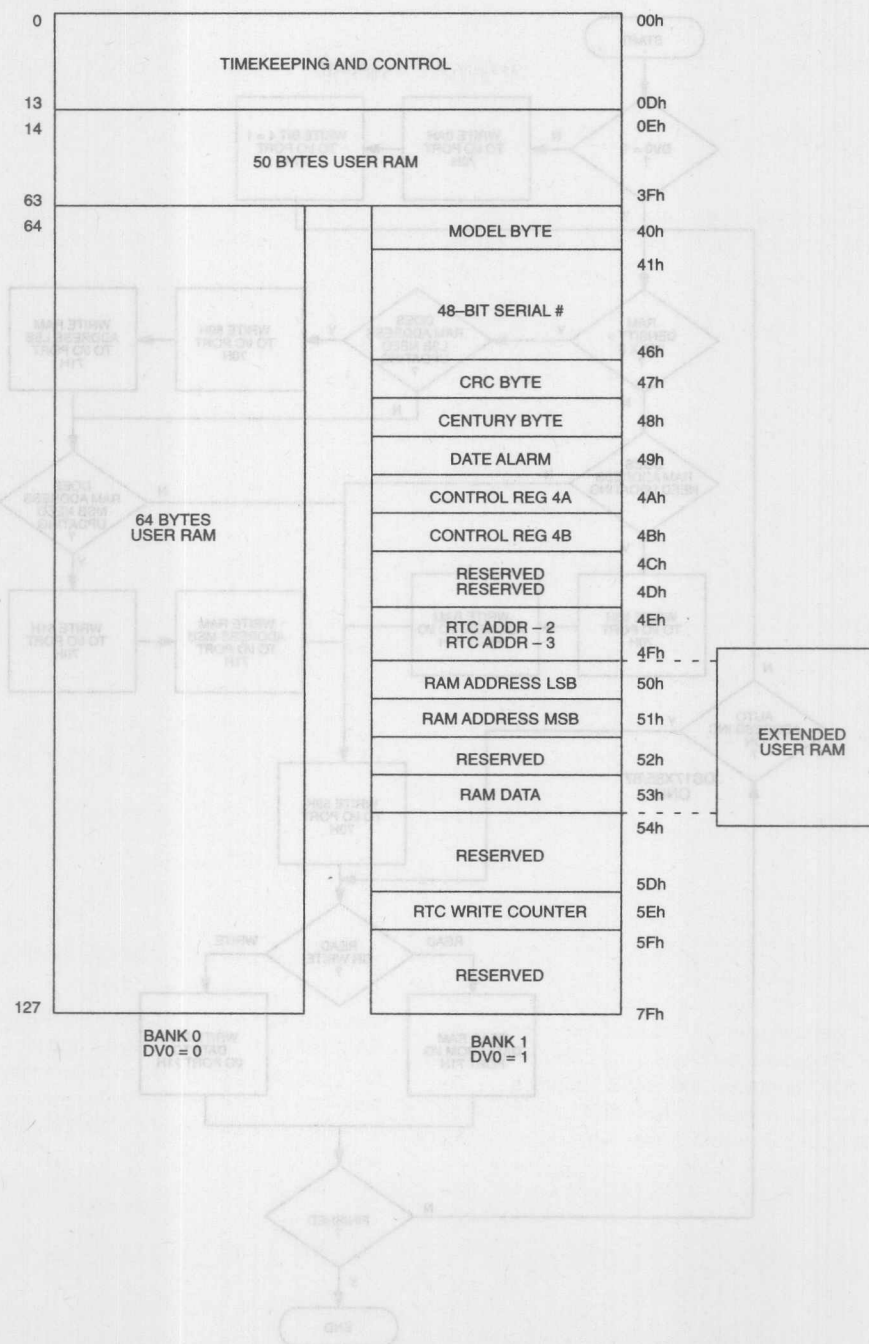 0
00h
TIMEKEEPING AND CONTROL
13
0Dh
14
0Eh
50 BYTES USER RAM
63
3Fh
64
MODEL BYTE
40h
41h
48–BIT SERIAL #
46h
CRC BYTE
47h
CENTURY BYTE
48h
DATE ALARM
49h
CONTROL REG 4A
4Ah
64 BYTES
USER RAM
CONTROL REG 4B
4Bh
RESERVED
4Ch
RESERVED
4Dh
RTC ADDR – 2
4Eh
RTC ADDR – 3
4Fh
RAM ADDRESS LSB
50h
RAM ADDRESS MSB
51h
EXTENDED
USER RAM
RESERVED
52h
RAM DATA
53h
54h
RESERVED
5Dh
RTC WRITE COUNTER
5Eh
5Fh
RESERVED
127
7Fh
BANK 0
DV0 = 0
BANK 1
DV0 = 1